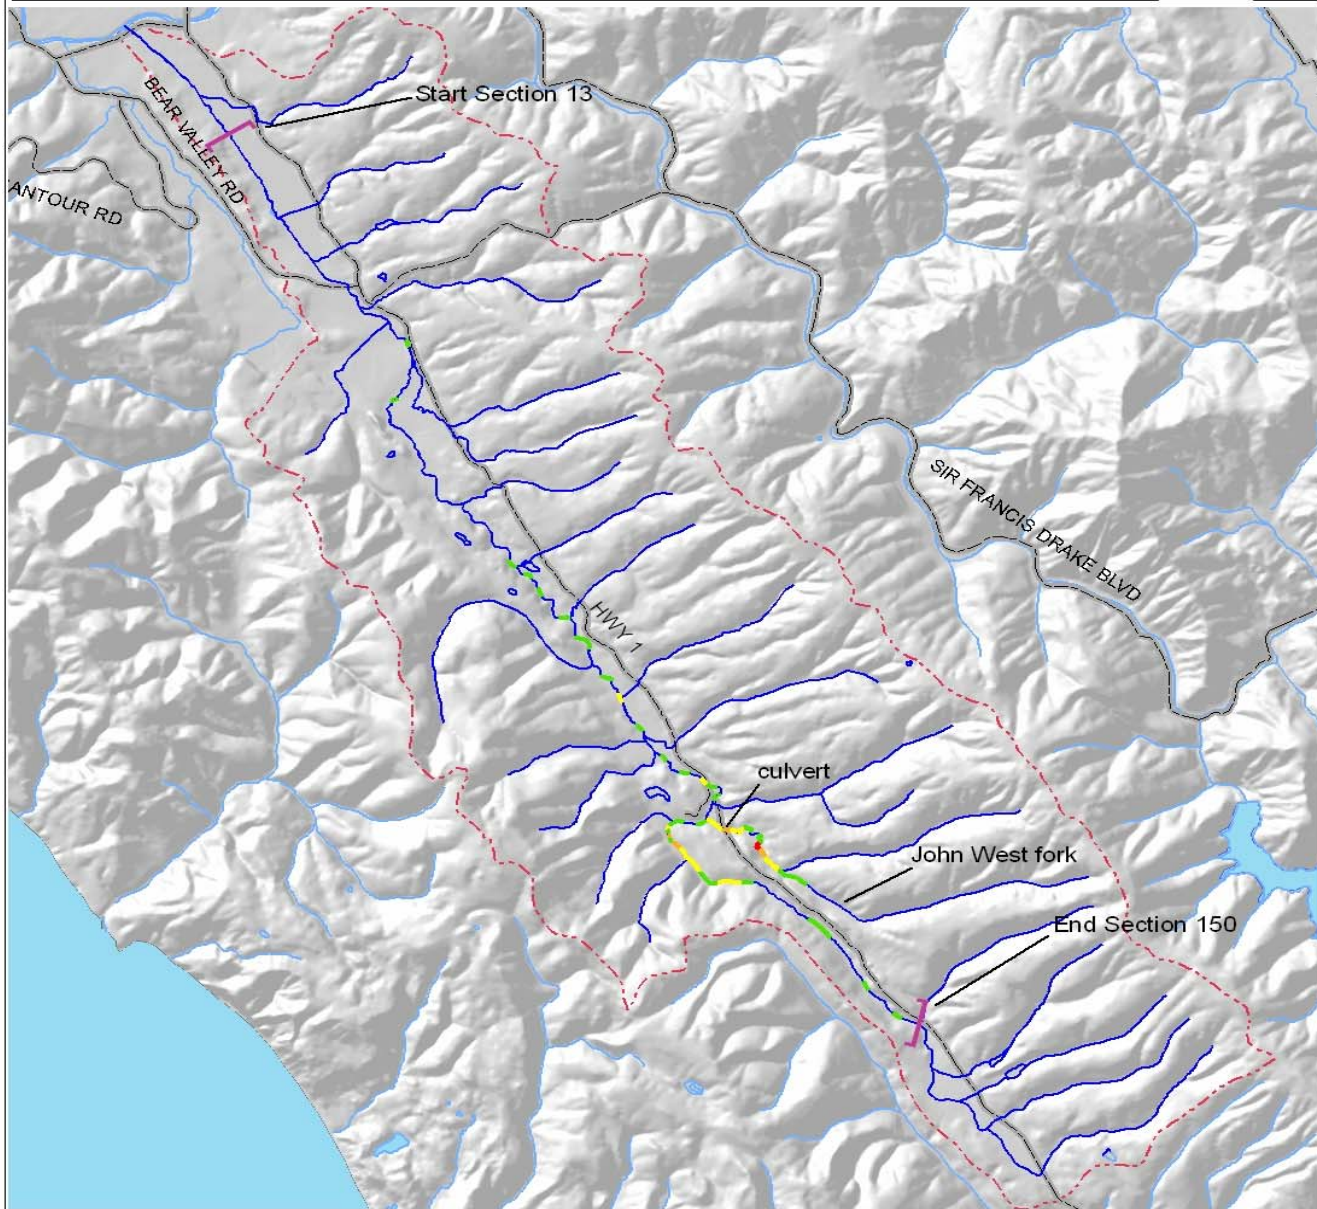 Start Section 13
BEAR VALLEY RD
ANTOUR RD
SIR FRANCIS DRAKE BLVD
HWY 1
culvert
John West fork
End Section 150